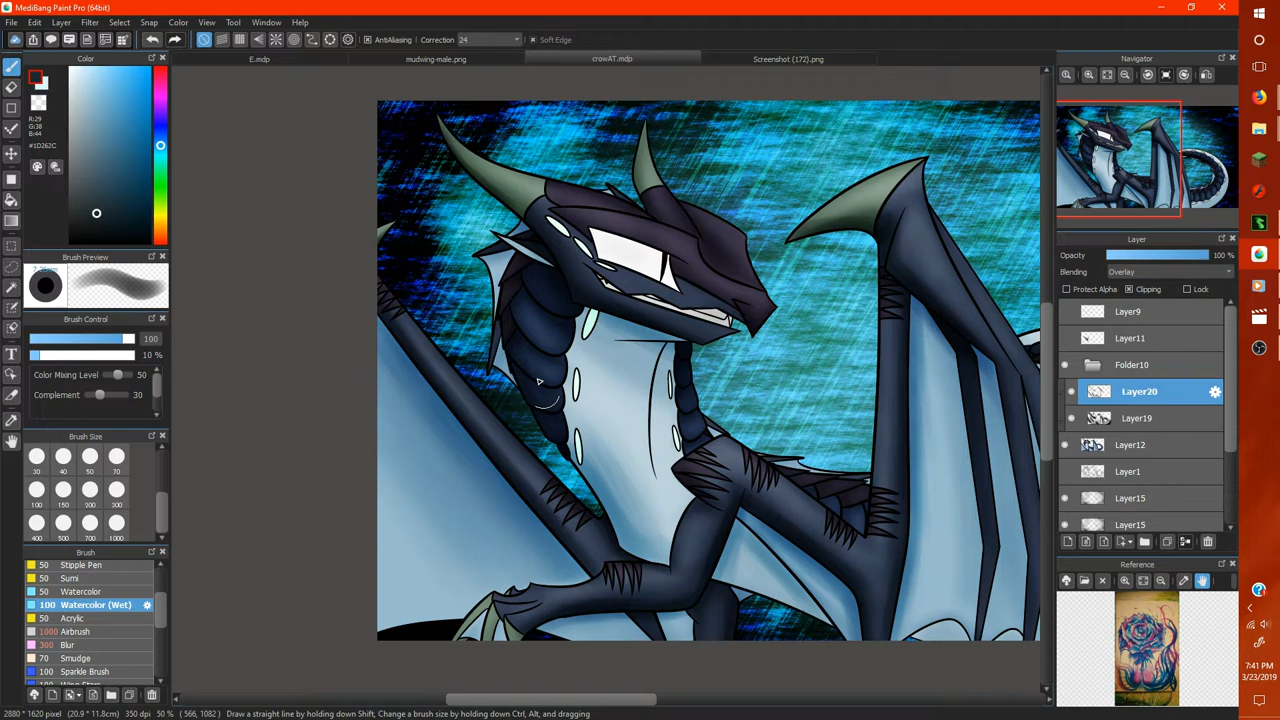 MediBang Paint Pro (64bit)
File Edit Layer Filter Select Snap Color View Tool Window Help
AntiAliasing Correction 24 Soft Edge
E.mdp mudwing-male.png crowAT.mdp Screenshot (172).png
Color
R:29
G:38
B:44
#1D262C
Brush Preview
Brush Control
100
10 %
Color Mixing Level 50
Complement 30
Brush Size
30 40 50 70
100 150 200 300
400 500 700 1000
Brush
50 Stipple Pen
50 Sumi
50 Watercolor
100 Watercolor (Wet)
50 Acrylic
1000 Airbrush
300 Blur
70 Smudge
100 Sparkle Brush
Navigator
Layer
Opacity 100 %
Blending Overlay
Protect Alpha Clipping Lock
Layer9
Layer11
Folder10
Layer20
Layer19
Layer12
Layer1
Layer15
Layer15
Reference
7:41 PM
3/23/2019
2880 * 1620 pixel (20.9 * 11.8cm) 350 dpi 50 % ( 566, 1082 ) Draw a straight line by holding down Shift, Change a brush size by holding down Ctrl, Alt, and dragging